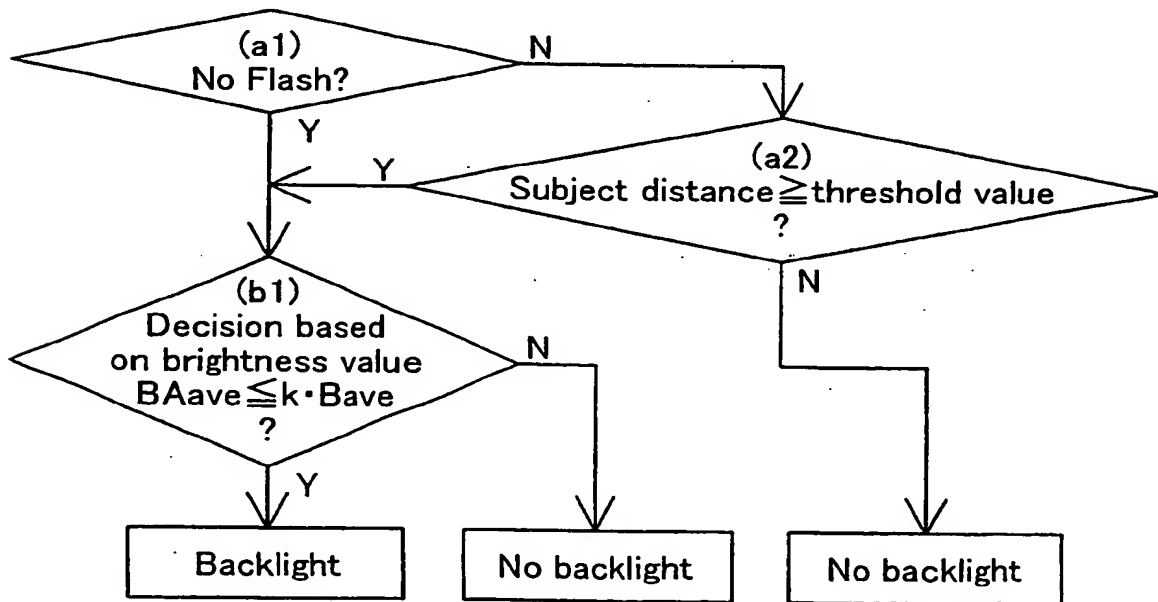 (a1)
No Flash?
N
Y
(a2)
Subject distance≧threshold value
?
Y
N
(b1)
Decision based
on brightness value
BAave≦k・Bave
?
N
Y
Backlight
No backlight
No backlight